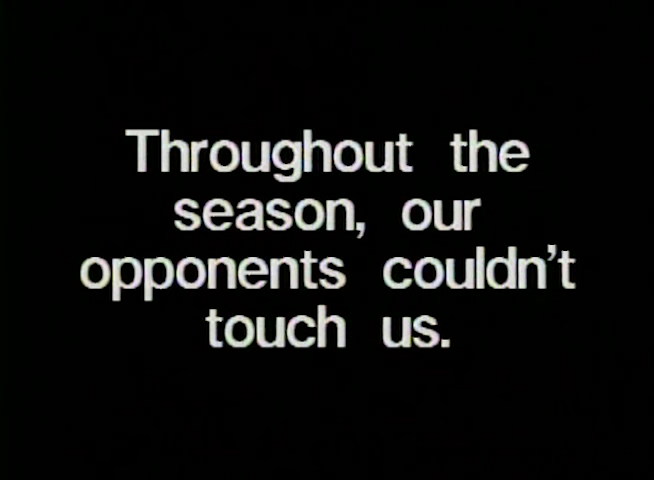 Throughout the
season, our
opponents couldn't
touch us.